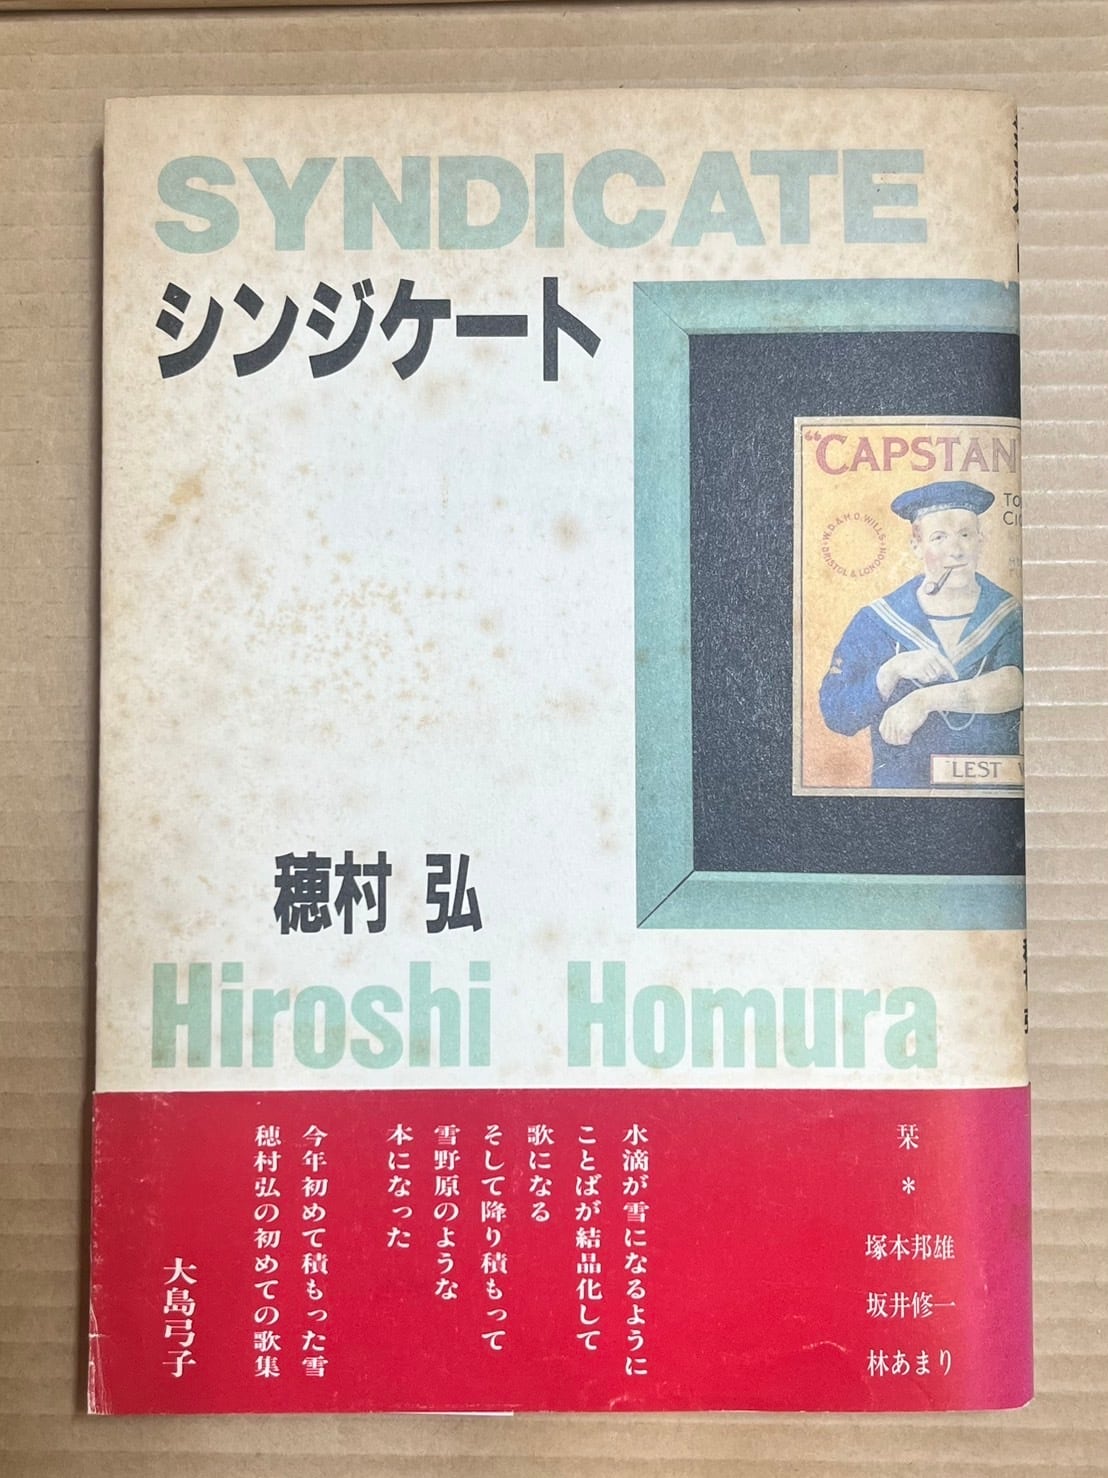 SYNDICATE
シンジケート
"CAPSTAN
TO
CIG
W.D.&H.O.WILLS
BRISTOL & LONDON
LEST
穂村 弘
Hiroshi Homura
栞
*
塚本邦雄
坂井修一
林あまり
水滴が雪になるように
ことばが結晶化して
歌になる
そして降り積もって
雪野原のような
本になった
今年初めて積もった雪
穂村弘の初めての歌集
大島弓子